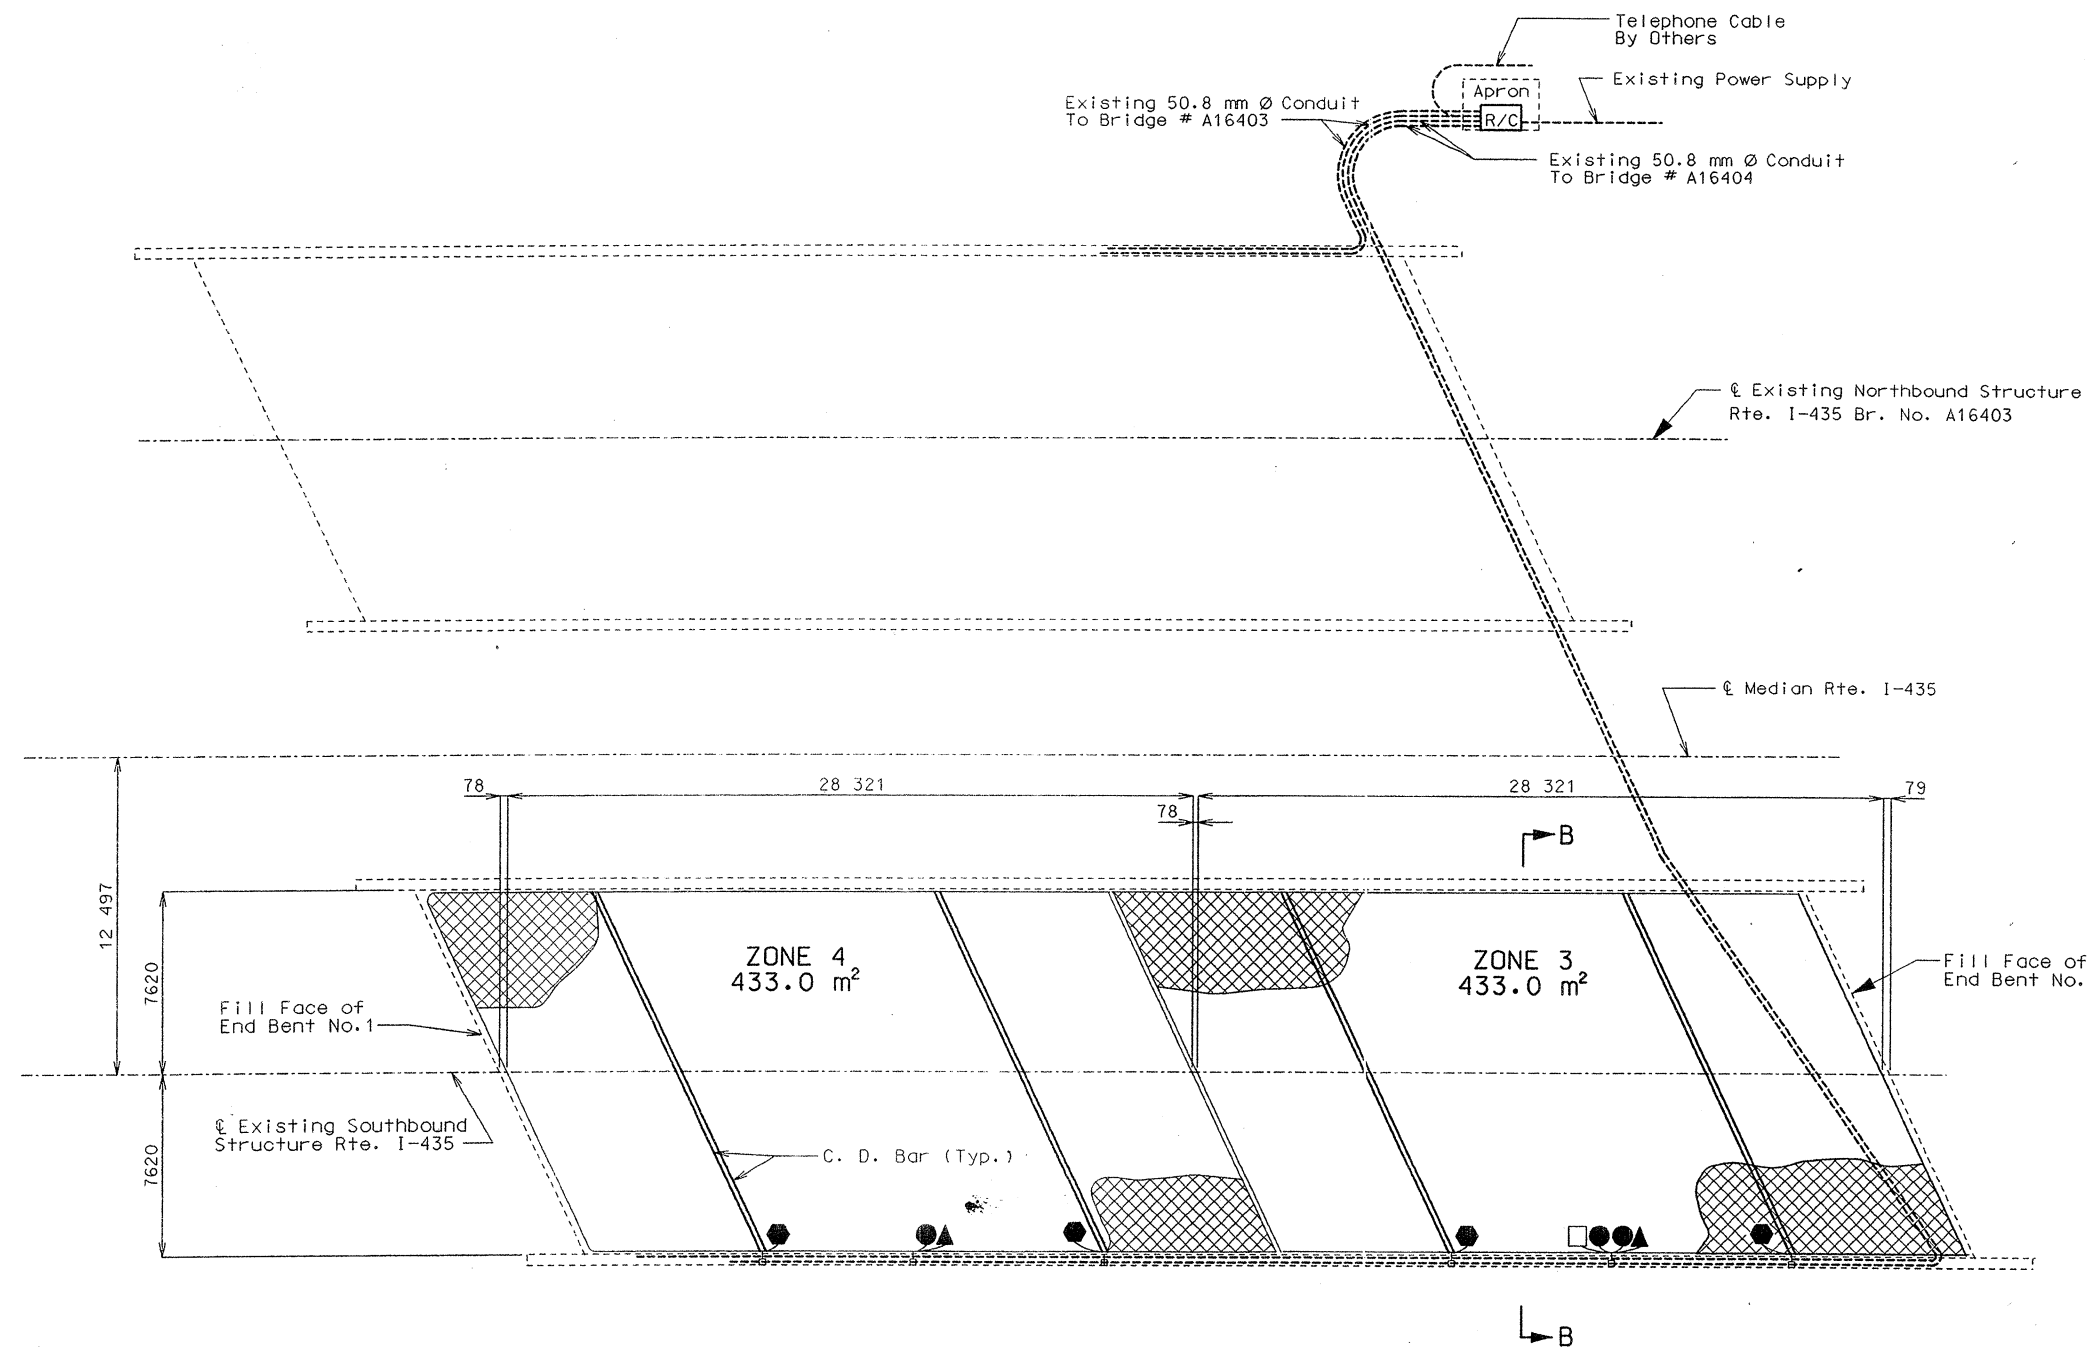 Telephone Cable
By Others
Existing Power Supply
Apron
R/C
Existing 50.8 mm Ø Conduit
To Bridge # A16403
Existing 50.8 mm Ø Conduit
To Bridge # A16404
℄ Existing Northbound Structure
Rte. I-435 Br. No. A16403
℄ Median Rte. I-435
78
28 321
78
28 321
79
B
12 497
7620
ZONE 4
433.0 m²
ZONE 3
433.0 m²
Fill Face of
End Bent No.
Fill Face of
End Bent No.1
℄ Existing Southbound
Structure Rte. I-435
7620
C. D. Bar (Typ.)
B